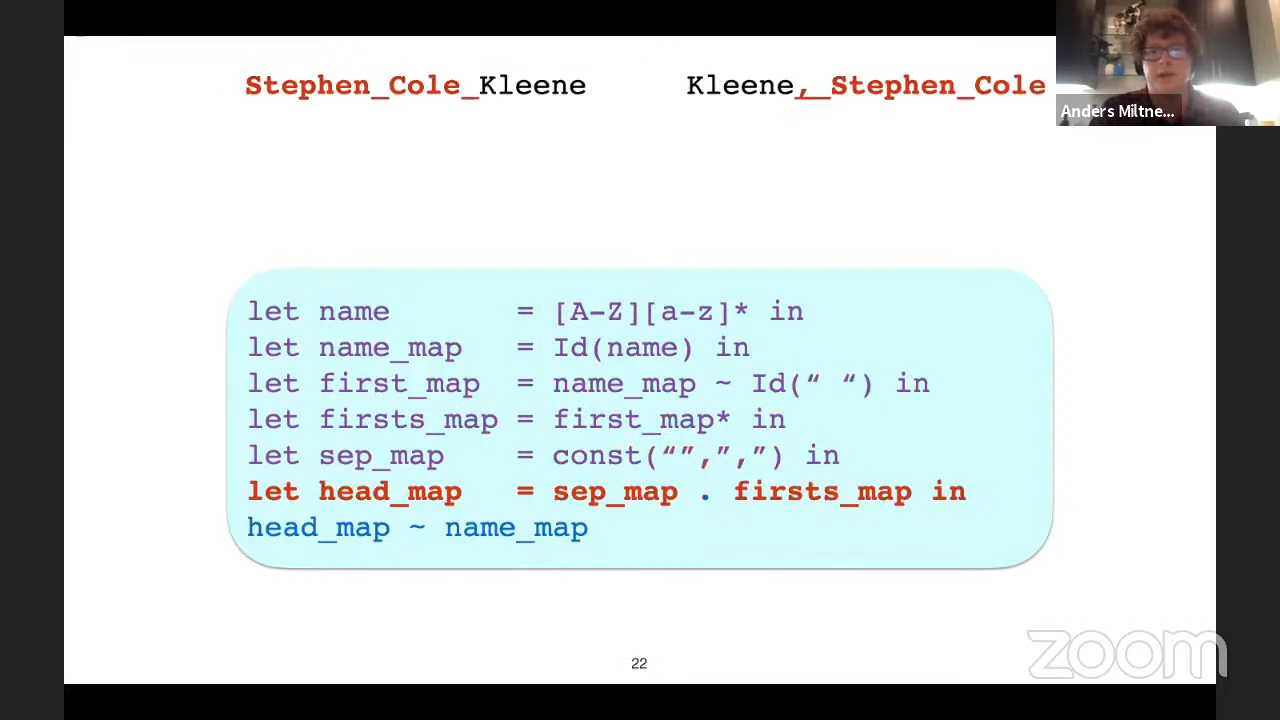 Stephen_Cole_Kleene Kleene,_Stephen_Cole
Anders Miltne...
let name = [A-Z][a-z]* in
let name_map = Id(name) in
let first_map = name_map ~ Id(“ “) in
let firsts_map = first_map* in
let sep_map = const(“”,”,”) in
let head_map = sep_map . firsts_map in
head_map ~ name_map
22
zoom